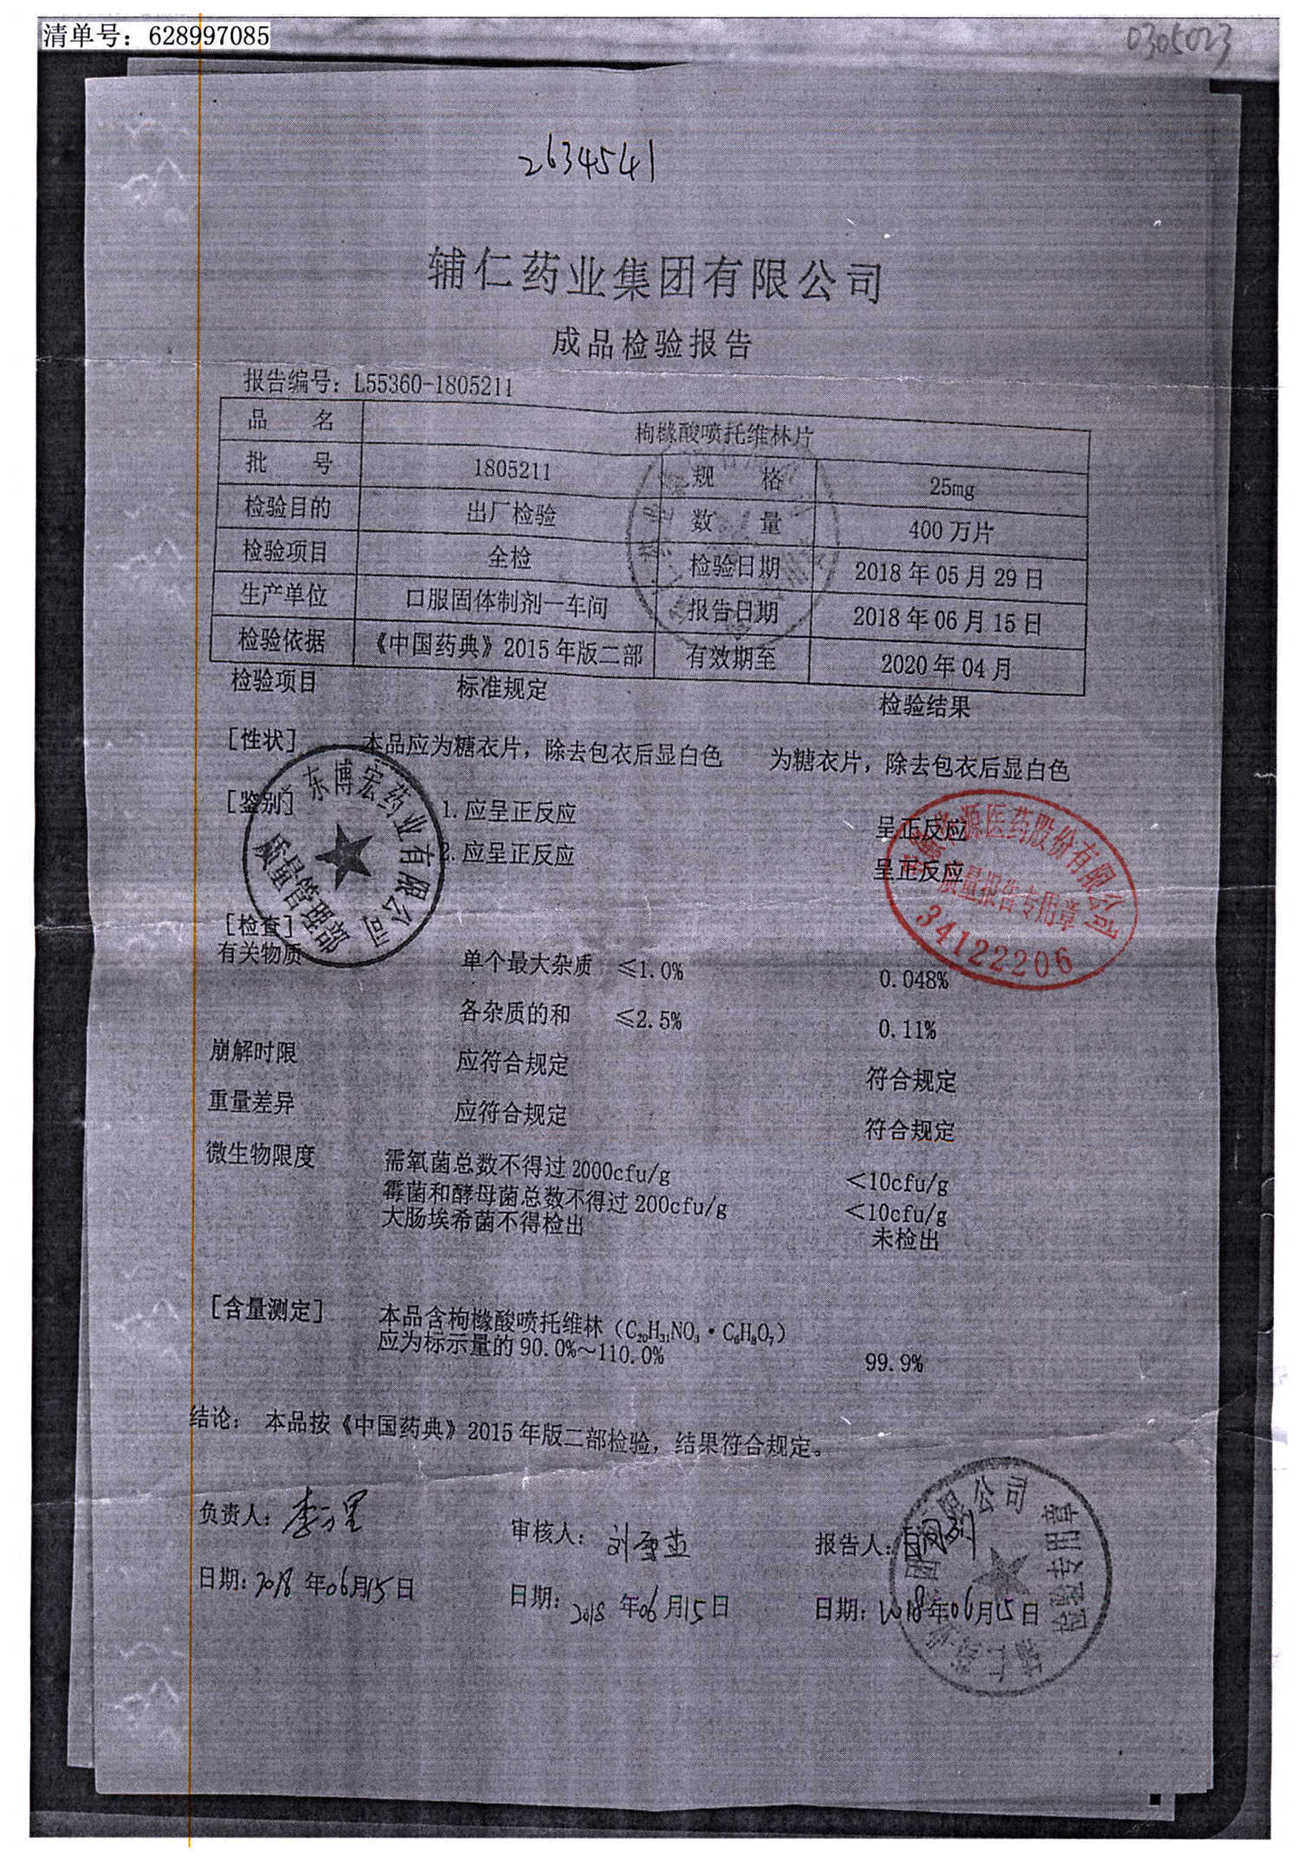 清单号：628997085
0305023
2634541
辅仁药业集团有限公司
成品检验报告
报告编号：L55360-1805211
品 名 枸橼酸喷托维林片
批 号 1805211 规 格 25mg
检验目的 出厂检验 数 量 400万片
检验项目 全检 检验日期 2018年05月29日
生产单位 口服固体制剂一车间 报告日期 2018年06月15日
检验依据 《中国药典》2015年版二部 有效期至 2020年04月
检验项目 标准规定 检验结果
[性状] 本品应为糖衣片，除去包衣后显白色 为糖衣片，除去包衣后显白色
[鉴别] 1.应呈正反应 呈正反应
2.应呈正反应 呈正反应
东博宏药业有限公司
质量管理部
源医药股份有限公司
质量报告专用章
34122206
[检查]
有关物质 单个最大杂质 ≤1.0% 0.048%
各杂质的和 ≤2.5% 0.11%
崩解时限 应符合规定 符合规定
重量差异 应符合规定 符合规定
微生物限度 需氧菌总数不得过2000cfu/g <10cfu/g
霉菌和酵母菌总数不得过200cfu/g <10cfu/g
大肠埃希菌不得检出 未检出
[含量测定] 本品含枸橼酸喷托维林（C₂₀H₃₁NO₃·C₆H₈O₇）
应为标示量的90.0%～110.0% 99.9%
结论： 本品按《中国药典》2015年版二部检验，结果符合规定。
负责人： 审核人： 报告人：
日期：2018年06月15日 日期：2018年06月15日 日期：2018年06月15日